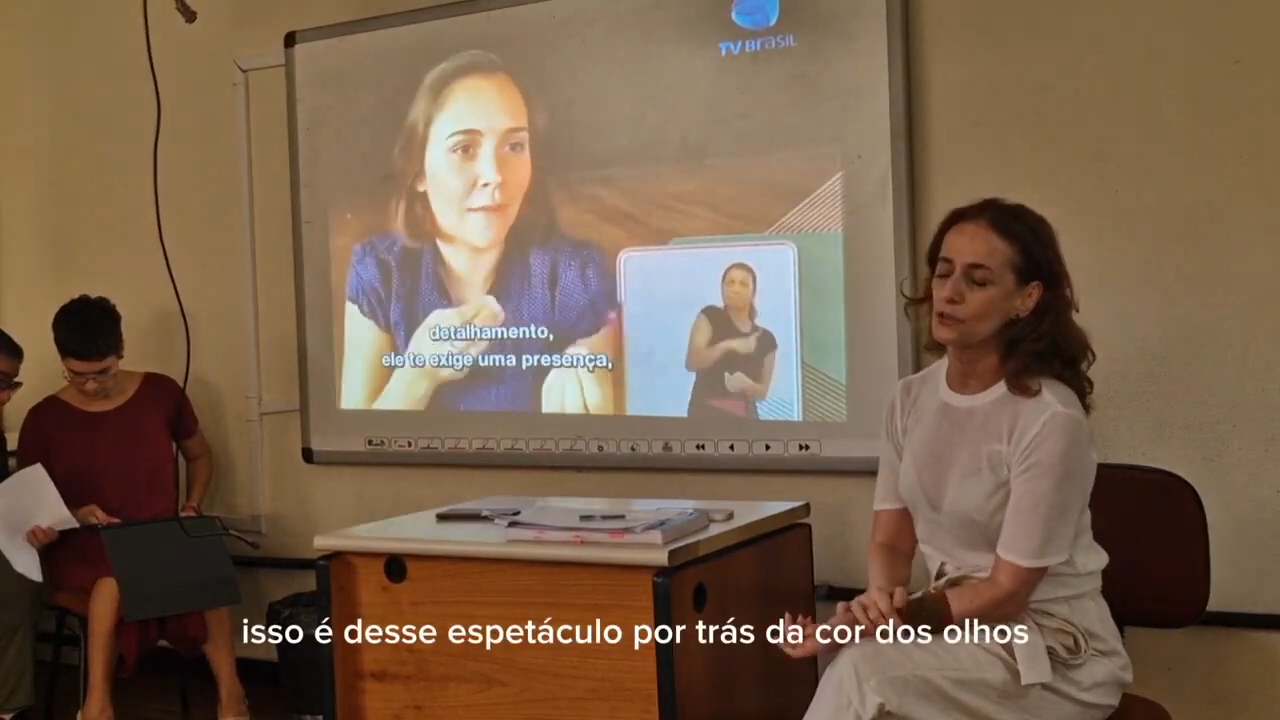 TV BRASIL
detalhamento,
ele te exige uma presença,
isso é desse espetáculo por trás da cor dos olhos